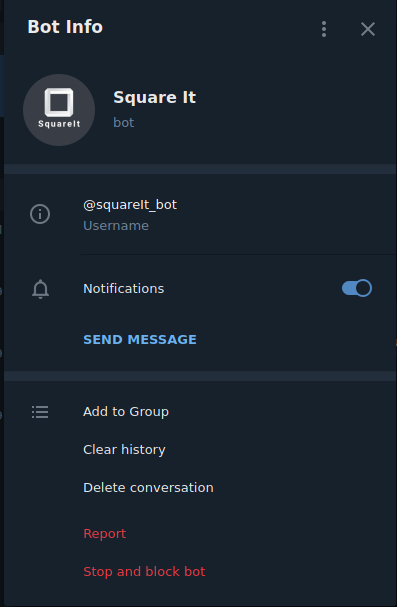 Bot Info
SquareIt
Square It
bot
@squareIt_bot
Username
Notifications
SEND MESSAGE
Add to Group
Clear history
Delete conversation
Report
Stop and block bot